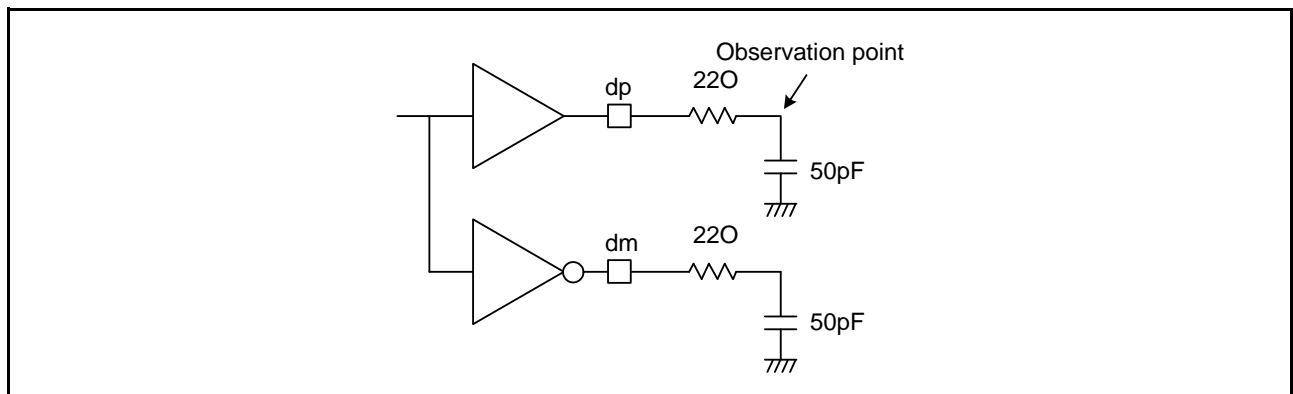 Observation point
dp
22O
50pF
dm
22O
50pF